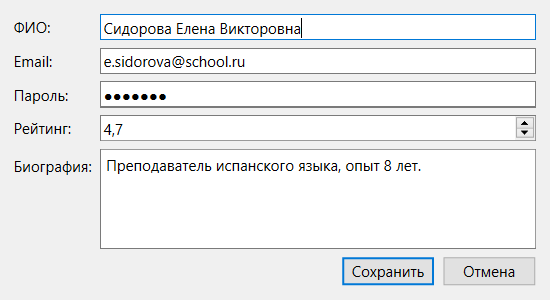 ФИО: Сидорова Елена Викторовна
Email: e.sidorova@school.ru
Пароль: ●●●●●●●
Рейтинг: 4,7
Биография: Преподаватель испанского языка, опыт 8 лет.
Сохранить Отмена